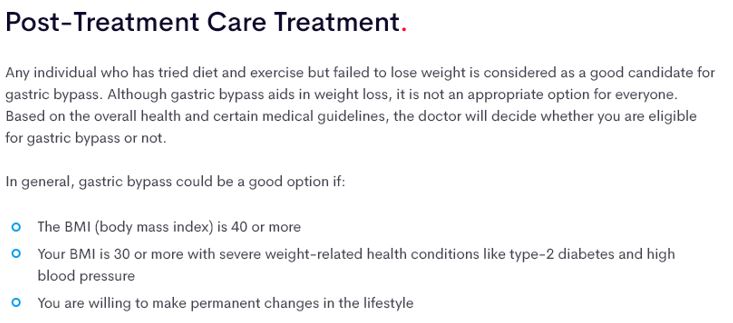 Post-Treatment Care Treatment.
Any individual who has tried diet and exercise but failed to lose weight is considered as a good candidate for
gastric bypass. Although gastric bypass aids in weight loss, it is not an appropriate option for everyone.
Based on the overall health and certain medical guidelines, the doctor will decide whether you are eligible
for gastric bypass or not.
In general, gastric bypass could be a good option if:
The BMI (body mass index) is 40 or more
Your BMI is 30 or more with severe weight-related health conditions like type-2 diabetes and high
blood pressure
You are willing to make permanent changes in the lifestyle